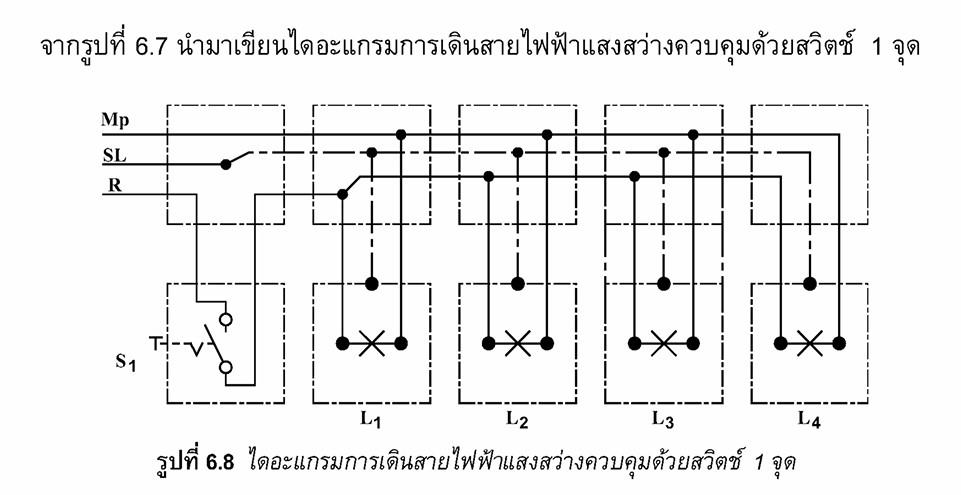 จากรูปที่ 6.7 นำมาเขียนไดอะแกรมการเดินสายไฟฟ้าแสงสว่างควบคุมด้วยสวิตช์ 1 จุด
Mp
SL
R
S1
L1 L2 L3 L4
รูปที่ 6.8 ไดอะแกรมการเดินสายไฟฟ้าแสงสว่างควบคุมด้วยสวิตช์ 1 จุด